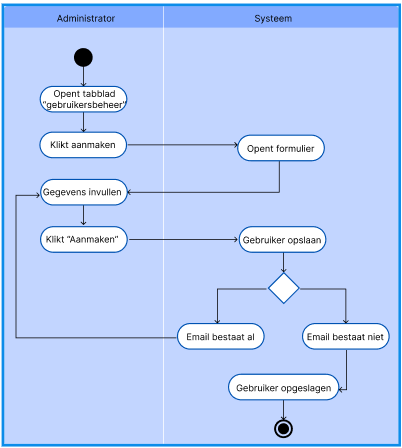 Administrator
Systeem
Opent tabblad
"gebruikersbeheer"
Klikt aanmaken
Opent formulier
Gegevens invullen
Klikt "Aanmaken"
Gebruiker opslaan
Email bestaat al
Email bestaat niet
Gebruiker opgeslagen